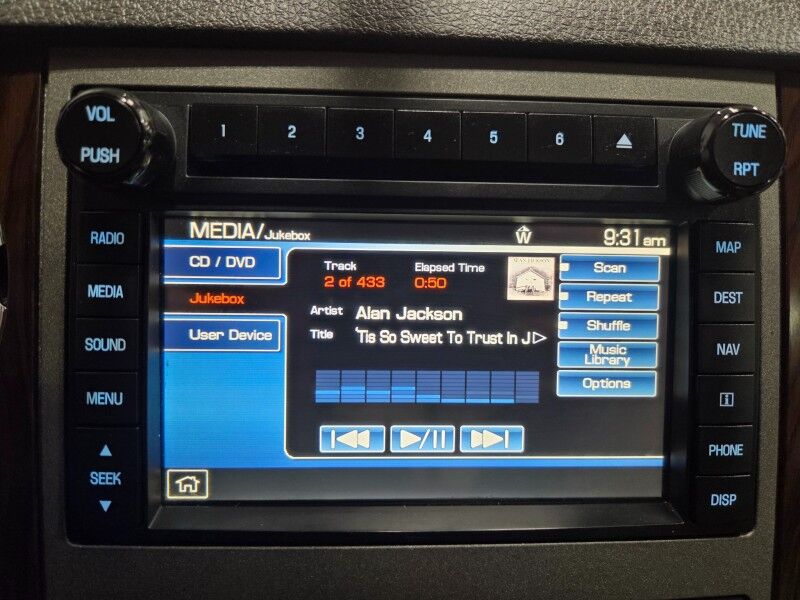 VOL
PUSH
1 2 3 4 5 6
TUNE
RPT
RADIO
MEDIA
SOUND
MENU
SEEK
MEDIA/Jukebox
W
9:31 am
CD / DVD
Jukebox
User Device
Track
2 of 433
Elapsed Time
0:50
Artist Alan Jackson
Title 'Tis So Sweet To Trust In J
Scan
Repeat
Shuffle
Music
Library
Options
MAP
DEST
NAV
i
PHONE
DISP